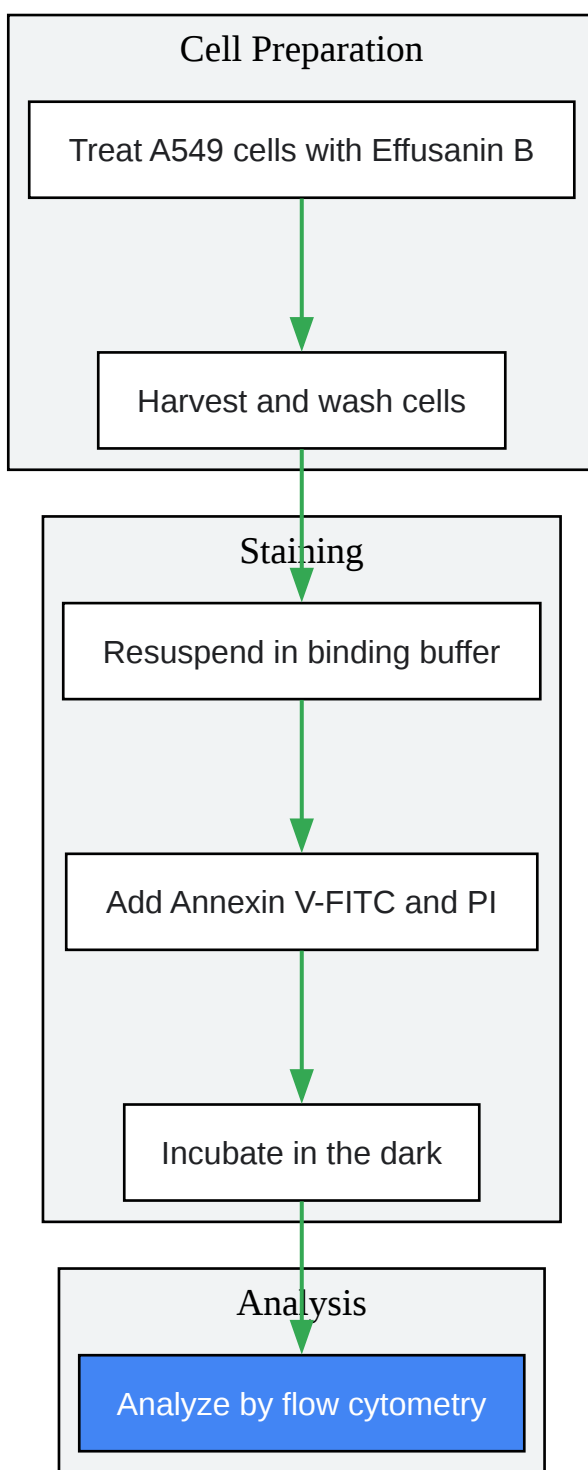 Cell Preparation
Treat A549 cells with Effusanin B
Harvest and wash cells
Staining
Resuspend in binding buffer
Add Annexin V-FITC and PI
Incubate in the dark
Analysis
Analyze by flow cytometry